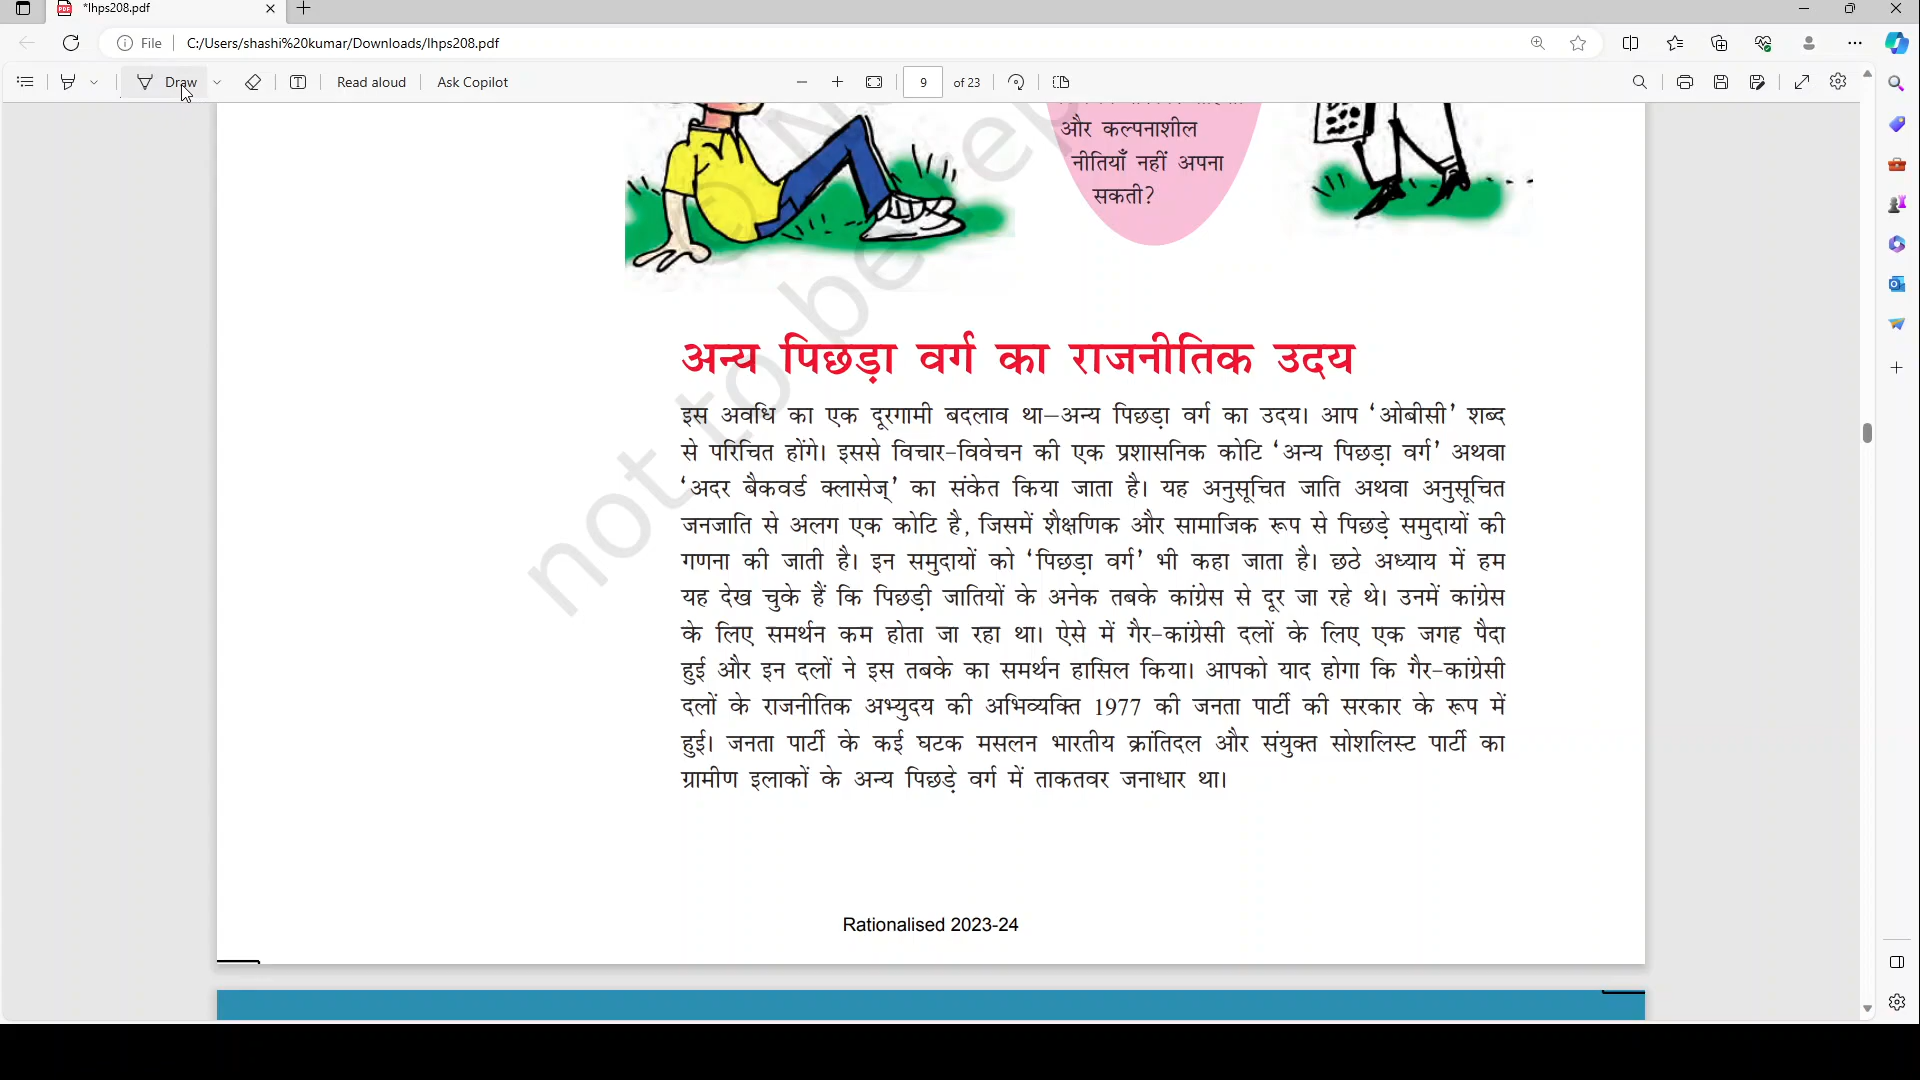 *lhps208.pdf
File
C:/Users/shashi%20kumar/Downloads/lhps208.pdf
Draw
Read aloud
Ask Copilot
9
of 23
और कल्पनाशील
नीतियाँ नहीं अपना
सकती?
not to be rep
अन्य पिछड़ा वर्ग का राजनीतिक उदय
इस अवधि का एक दूरगामी बदलाव था–अन्य पिछड़ा वर्ग का उदय। आप ‘ओबीसी’ शब्द
से परिचित होंगे। इससे विचार-विवेचन की एक प्रशासनिक कोटि ‘अन्य पिछड़ा वर्ग’ अथवा
‘अदर बैकवर्ड क्लासेज्’ का संकेत किया जाता है। यह अनुसूचित जाति अथवा अनुसूचित
जनजाति से अलग एक कोटि है, जिसमें शैक्षणिक और सामाजिक रूप से पिछड़े समुदायों की
गणना की जाती है। इन समुदायों को ‘पिछड़ा वर्ग’ भी कहा जाता है। छठे अध्याय में हम
यह देख चुके हैं कि पिछड़ी जातियों के अनेक तबके कांग्रेस से दूर जा रहे थे। उनमें कांग्रेस
के लिए समर्थन कम होता जा रहा था। ऐसे में गैर-कांग्रेसी दलों के लिए एक जगह पैदा
हुई और इन दलों ने इस तबके का समर्थन हासिल किया। आपको याद होगा कि गैर-कांग्रेसी
दलों के राजनीतिक अभ्युदय की अभिव्यक्ति 1977 की जनता पार्टी की सरकार के रूप में
हुई। जनता पार्टी के कई घटक मसलन भारतीय क्रांतिदल और संयुक्त सोशलिस्ट पार्टी का
ग्रामीण इलाकों के अन्य पिछड़े वर्ग में ताकतवर जनाधार था।
Rationalised 2023-24